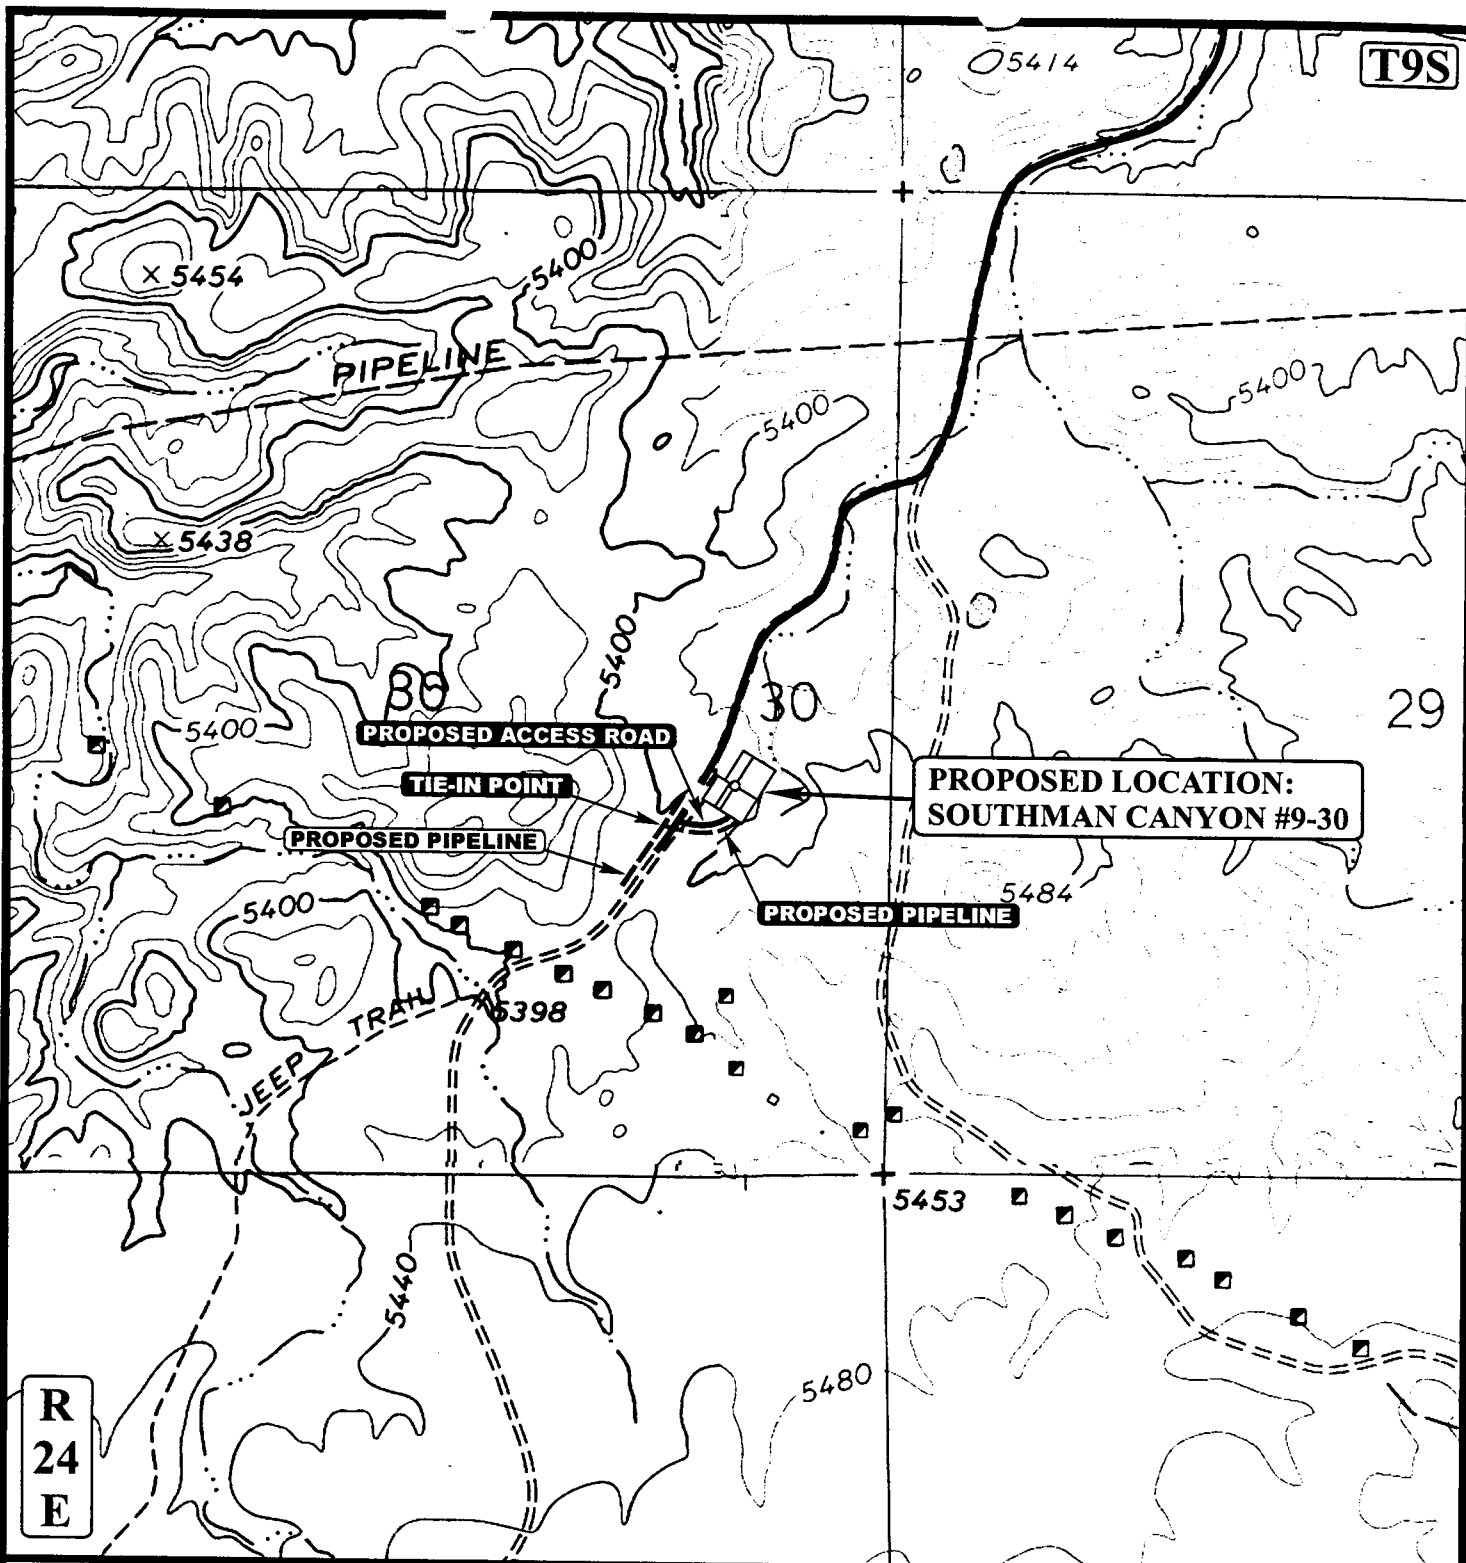 5414
T9S
5400
5454
PIPELINE
5400
5400
5438
5400
30
30
29
5400
PROPOSED ACCESS ROAD
TIE-IN POINT
PROPOSED LOCATION:
SOUTHMAN CANYON #9-30
PROPOSED PIPELINE
5484
5400
PROPOSED PIPELINE
JEEP TRAIL
5398
5453
5440
5480
R
24
E